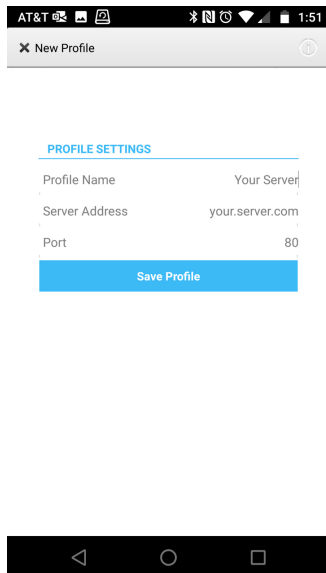 AT&T 1:51
New Profile
PROFILE SETTINGS
Profile Name Your Server
Server Address your.server.com
Port 80
Save Profile